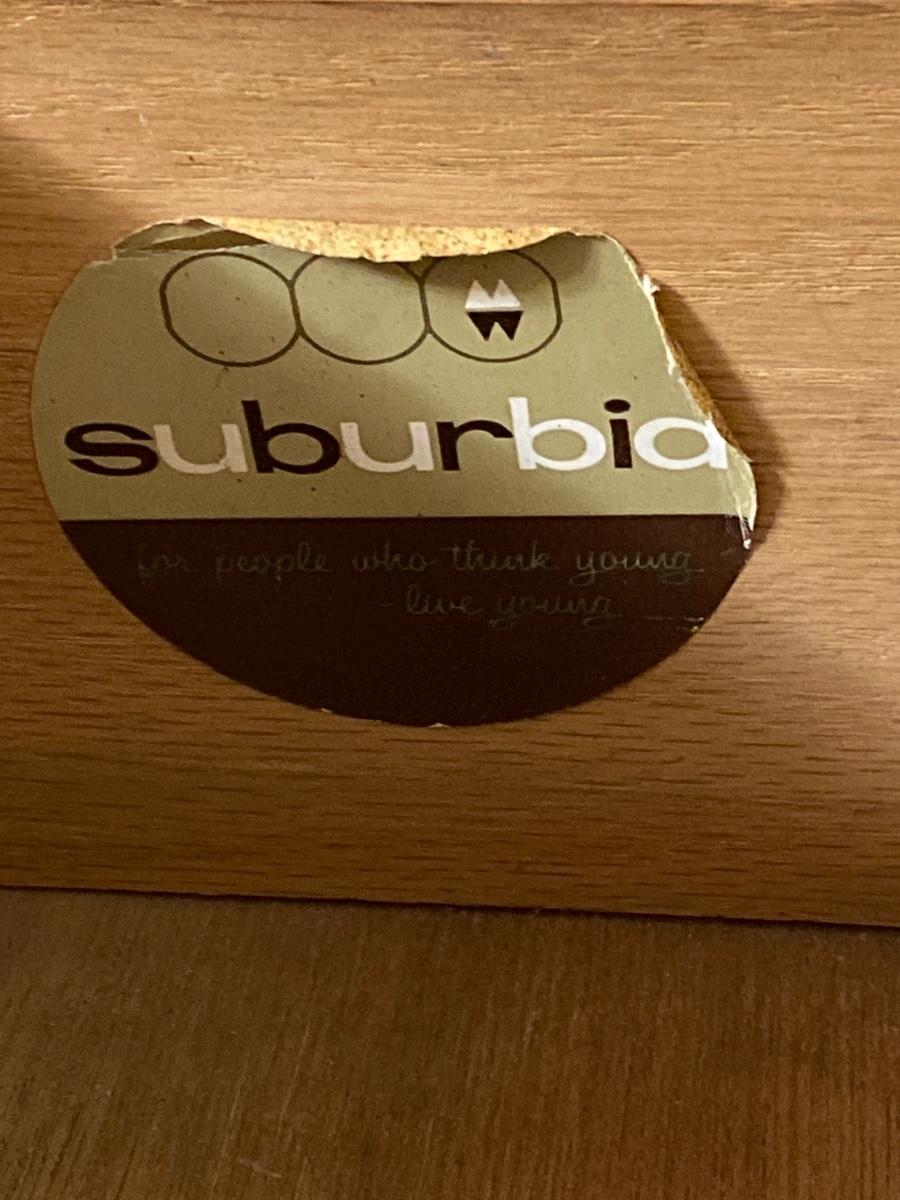 suburbia
for people who think young
- live young